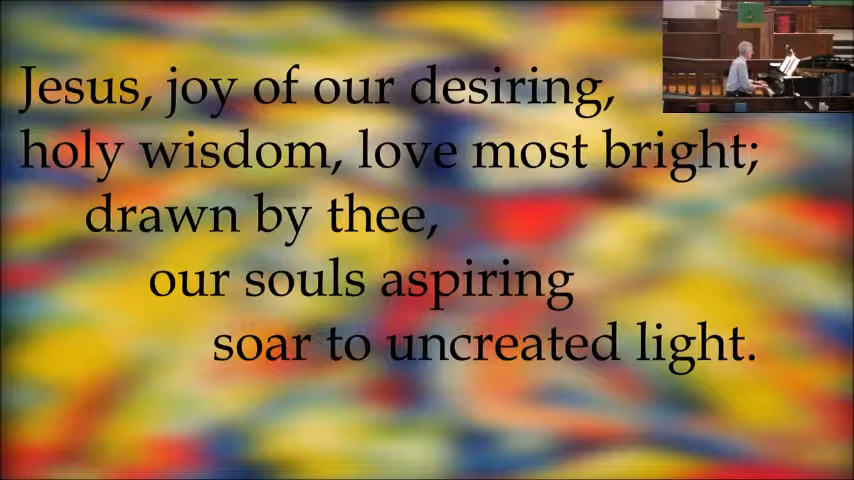 Jesus, joy of our desiring,
holy wisdom, love most bright;
drawn by thee,
our souls aspiring
soar to uncreated light.